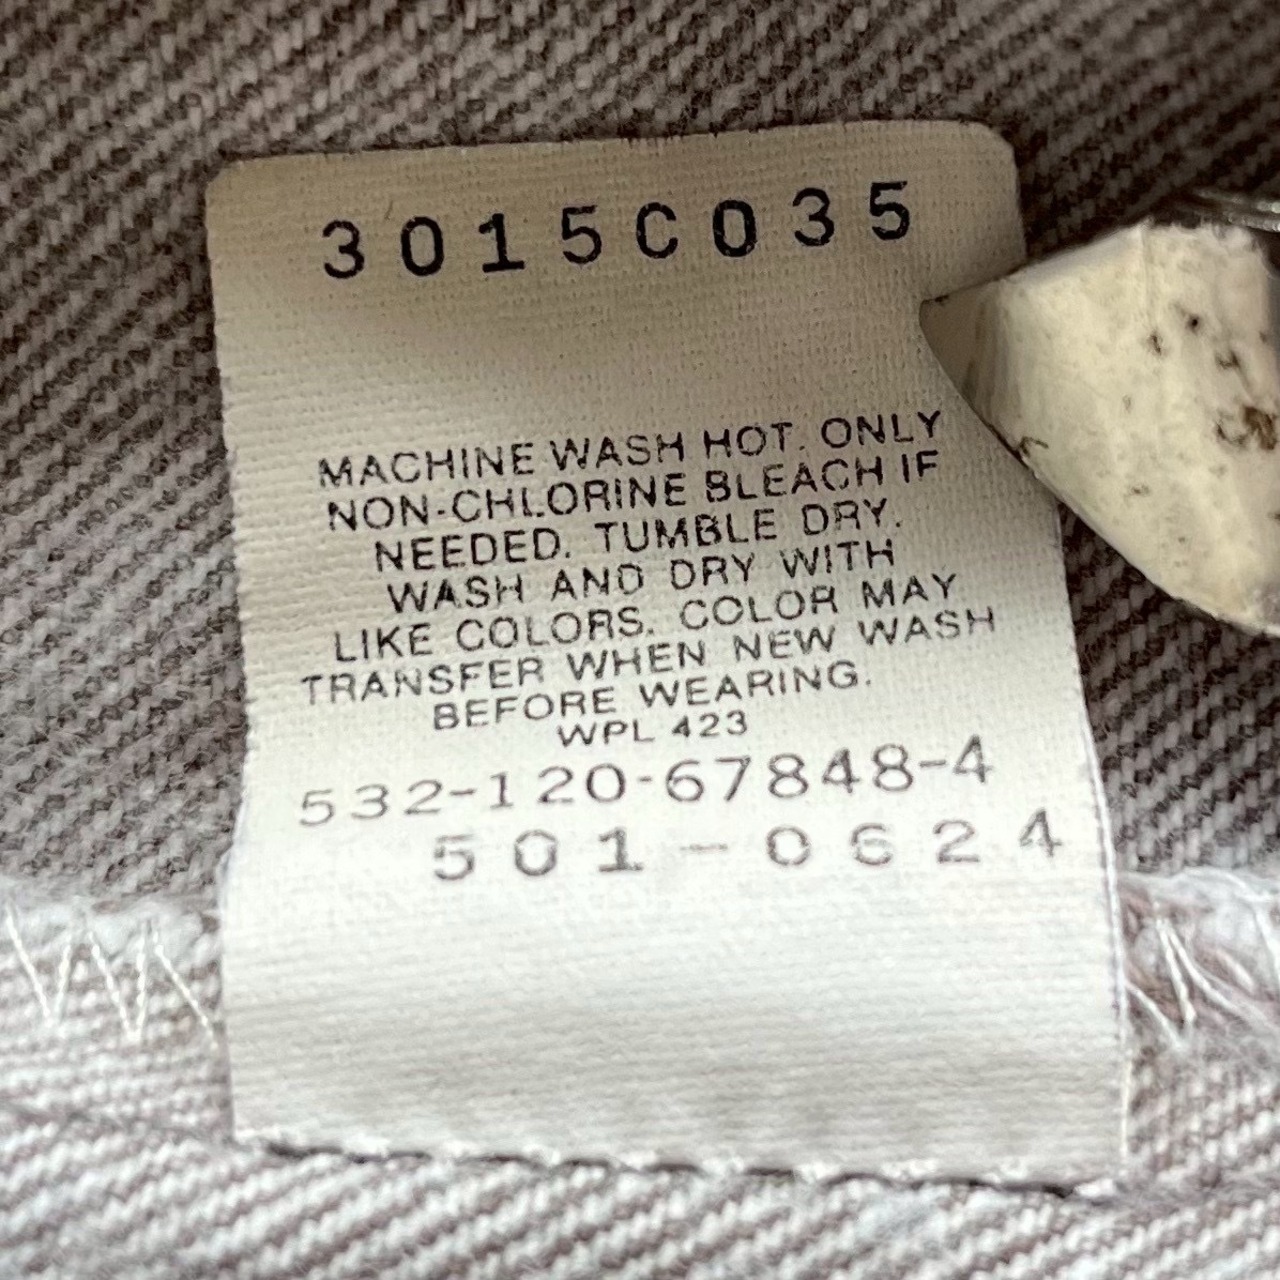 3015C035
MACHINE WASH HOT. ONLY
NON-CHLORINE BLEACH IF
NEEDED. TUMBLE DRY.
WASH AND DRY WITH
LIKE COLORS. COLOR MAY
TRANSFER WHEN NEW WASH
BEFORE WEARING.
WPL 423
532-120-67848-4
501-0624